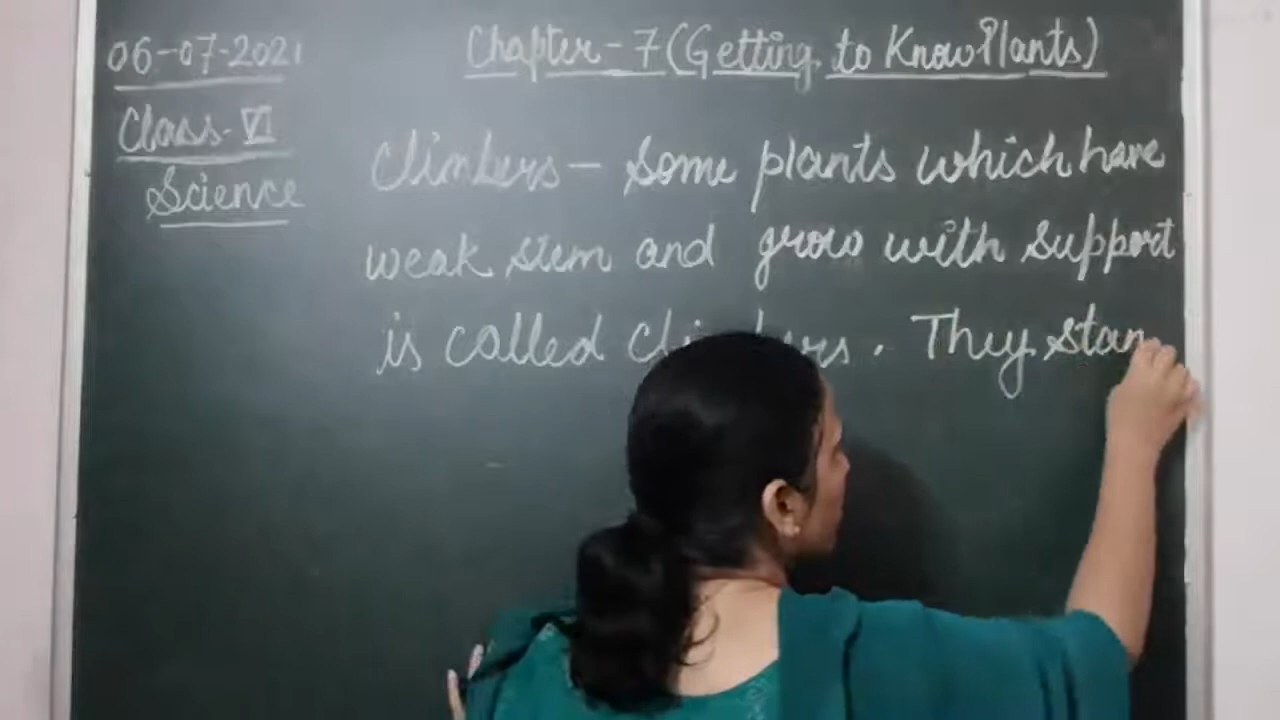 06-07-2021
Chapter-7 (Getting to Know Plants)
Class-VI
Science
Climbers - Some plants which have
weak stem and grow with support
is called . They stan